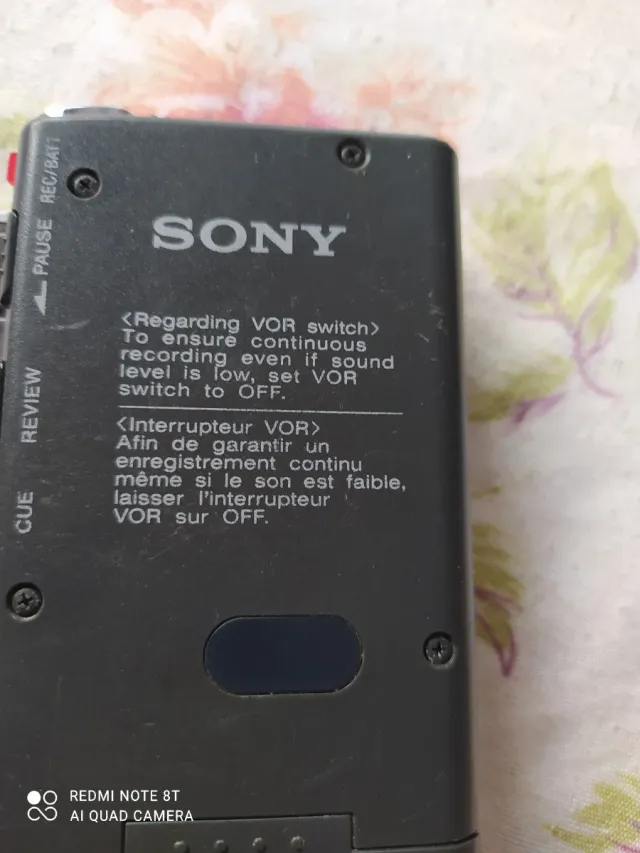 REC/BATT
PAUSE
REVIEW
CUE
SONY
<Regarding VOR switch>
To ensure continuous
recording even if sound
level is low, set VOR
switch to OFF.
<Interrupteur VOR>
Afin de garantir un
enregistrement continu
même si le son est faible,
laisser l'interrupteur
VOR sur OFF.
REDMI NOTE 8T
AI QUAD CAMERA